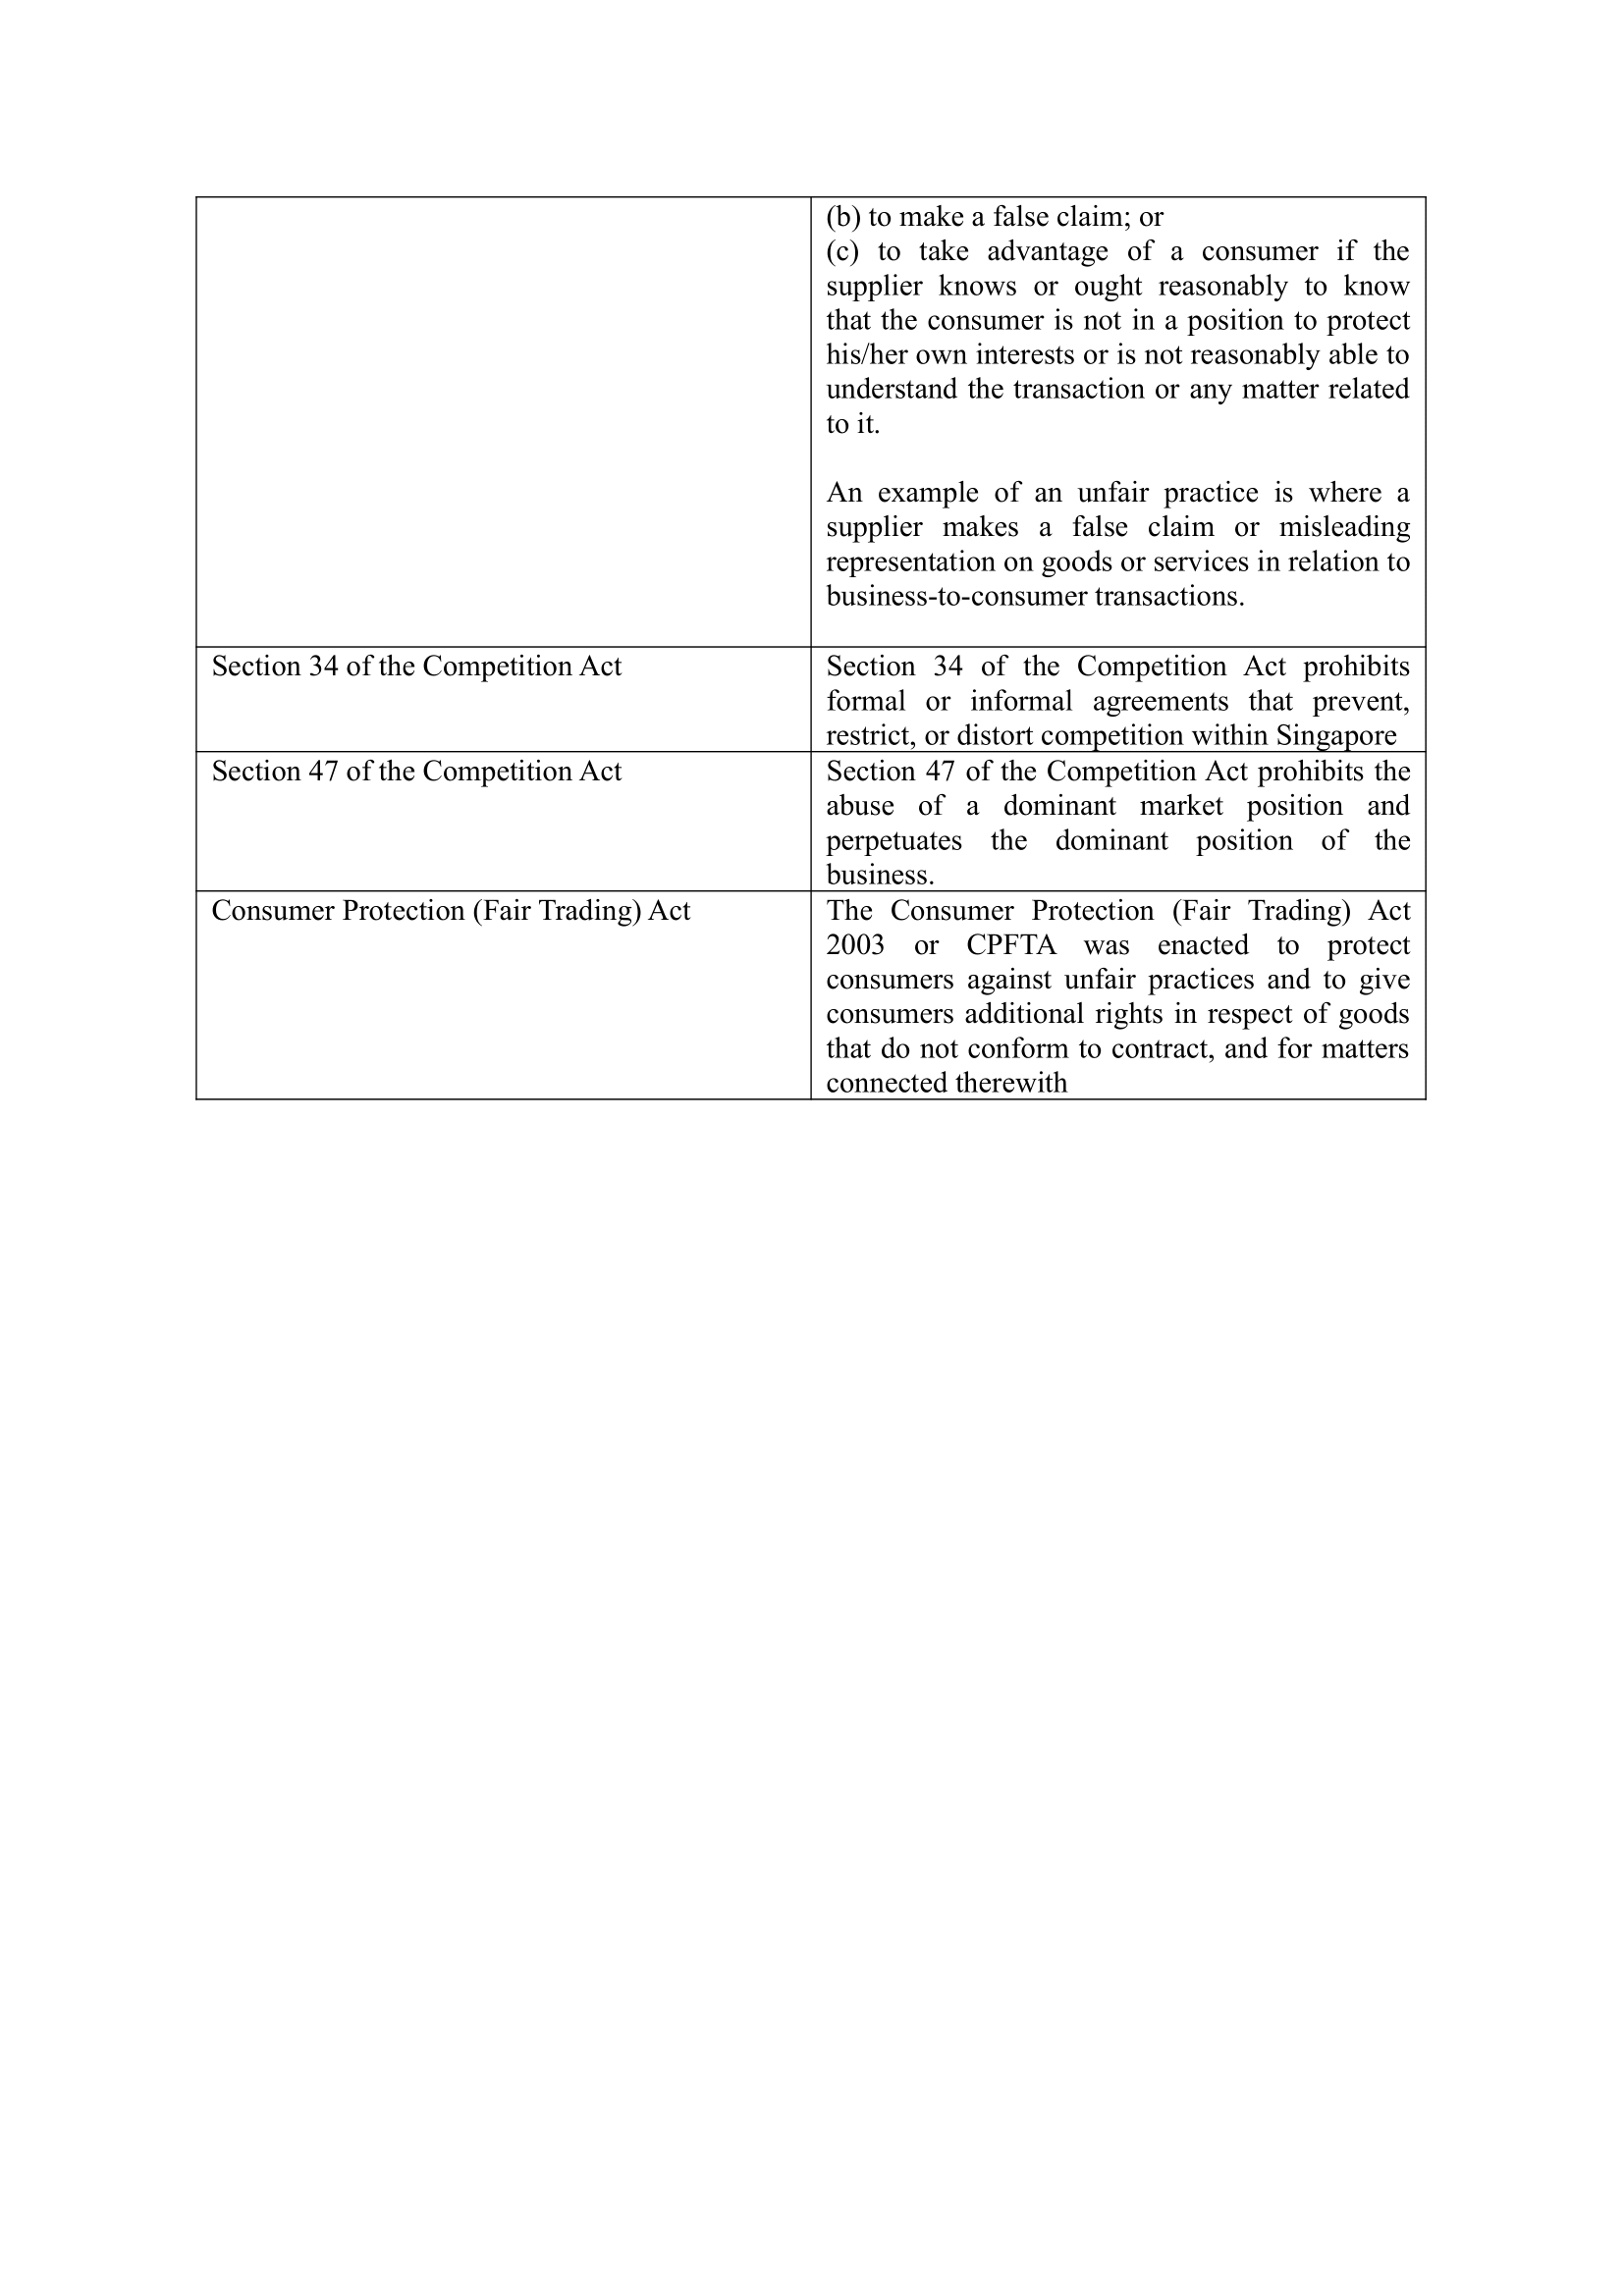 (b) to make a false claim; or
(c) to take advantage of a consumer if the
supplier knows or ought reasonably to know
that the consumer is not in a position to protect
his/her own interests or is not reasonably able to
understand the transaction or any matter related
to it.
An example of an unfair practice is where a
supplier makes a false claim or misleading
representation on goods or services in relation to
business-to-consumer transactions.
Section 34 of the Competition Act
Section 34 of the Competition Act prohibits
formal or informal agreements that prevent,
restrict, or distort competition within Singapore
Section 47 of the Competition Act
Section 47 of the Competition Act prohibits the
abuse of a dominant market position and
perpetuates the dominant position of the
business.
Consumer Protection (Fair Trading) Act
The Consumer Protection (Fair Trading) Act
2003 or CPFTA was enacted to protect
consumers against unfair practices and to give
consumers additional rights in respect of goods
that do not conform to contract, and for matters
connected therewith